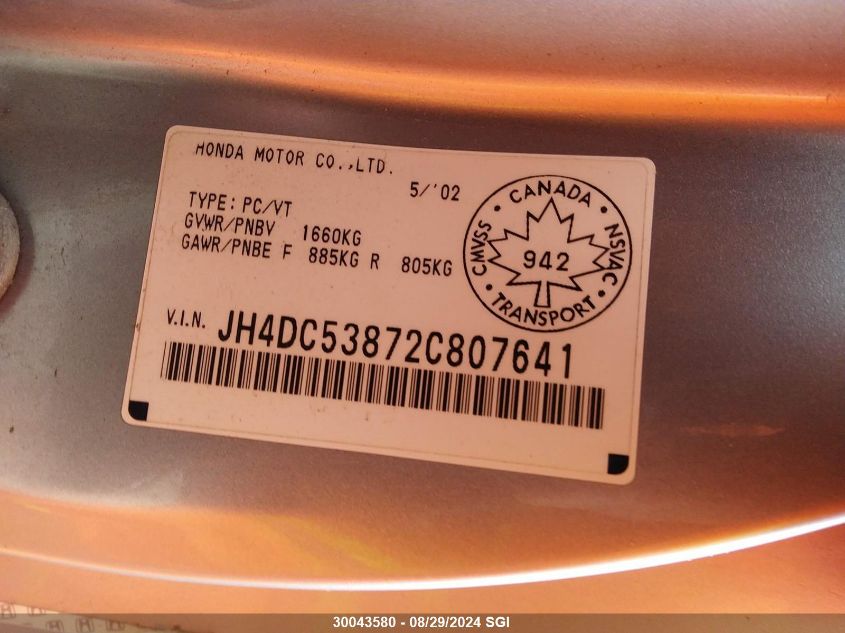 HONDA MOTOR CO.,LTD.
5/'02
TYPE: PC/VT
GVWR/PNBV 1660KG
GAWR/PNBE F 885KG R 805KG
CANADA • NSVAC • TRANSPORT • CMVSS •
942
V.I.N. JH4DC53872C807641
30043580 - 08/29/2024 SGI